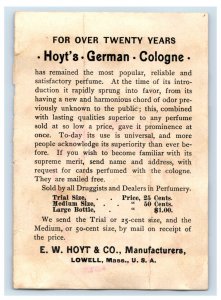 FOR OVER TWENTY YEARS
Hoyt's - German - Cologne -
has remained the most popular, reliable and
satisfactory perfume. At the time of its intro-
duction it rapidly sprung into favor, from its
having a new and harmonious chord of odor pre-
viously unknown to the public; this, combined
with lasting qualities superior to any perfume
sold at so low a price, gave it prominence at
once. To-day its use is universal, and more
people acknowledge its superiority than ever be-
fore. If you wish to become familiar with its
supreme merit, send name and address, with
request for cards perfumed with the cologne.
They are mailed free.
Sold by all Druggists and Dealers in Perfumery.
Trial Size, . . . Price, 25 Cents.
Medium Size, . . . " 50 Cents.
Large Bottle, . . . " $1.00.
We send the Trial or 25-cent size, and the
Medium, or 50-cent size, by mail on receipt of
the price.
E. W. HOYT & CO., Manufacturers,
LOWELL, Mass., U. S. A.